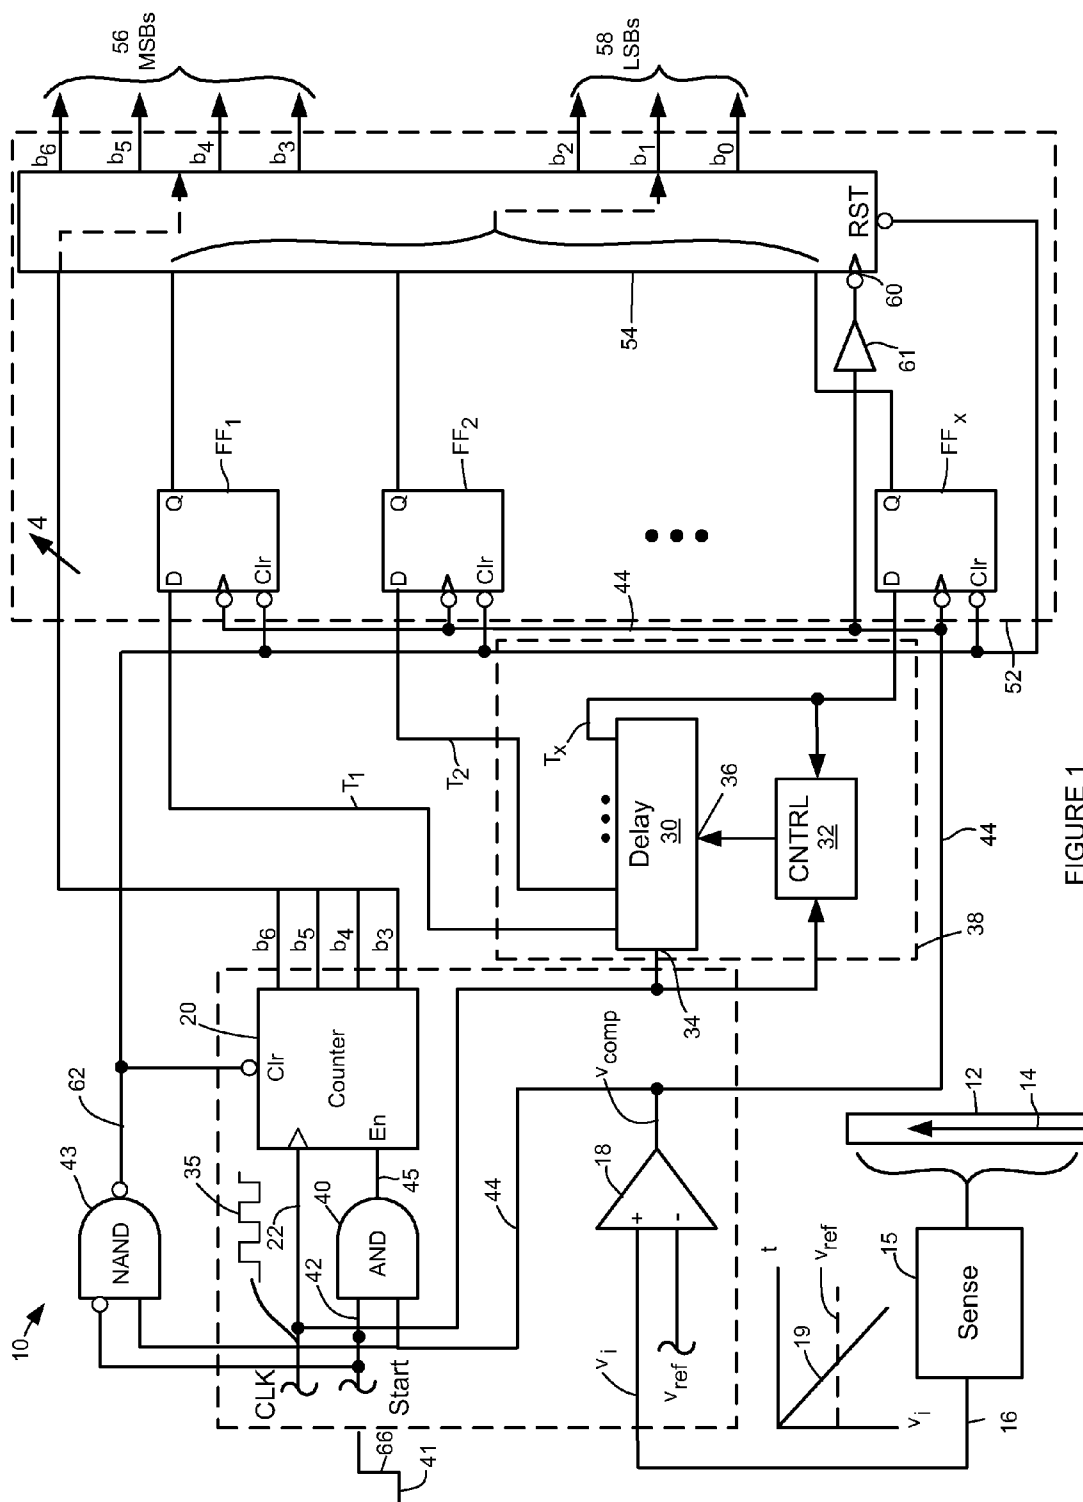 10
NAND
43
62
4
b6
b5
b4
b3
56
MSBs
66
41
CLK
Start
42
22
35
AND
40
45
En
Clr
Counter
20
b6
b5
b4
b3
T1
D
Q
Clr
FF1
44
vi
vref
+
-
18
vcomp
34
T2
D
Q
Clr
FF2
44
54
b2
b1
b0
58
LSBs
Delay
30
Tx
36
CNTRL
32
38
44
D
Q
Clr
FFx
52
61
60
RST
19
vref
t
vi
16
Sense
15
12
14
FIGURE 1